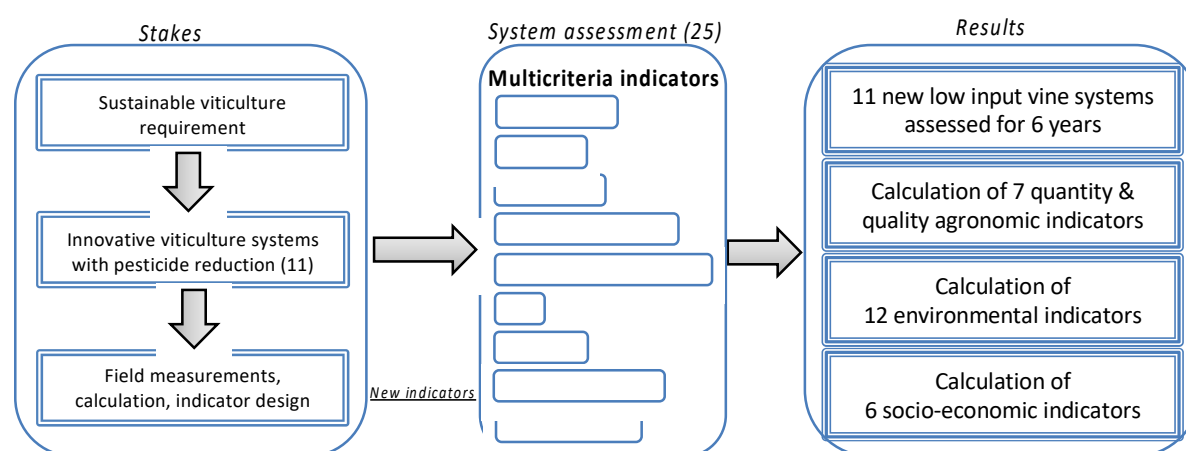 Stakes
Sustainable viticulture
requirement
Innovative viticulture systems
with pesticide reduction (11)
Field measurements,
calculation, indicator design
New indicators
System assessment (25)
Multicriteria indicators
Results
11 new low input vine systems
assessed for 6 years
Calculation of 7 quantity &
quality agronomic indicators
Calculation of
12 environmental indicators
Calculation of
6 socio-economic indicators